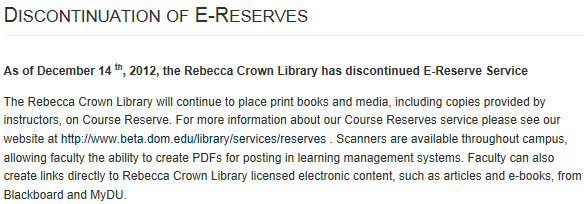 DISCONTINUATION OF E-RESERVES
As of December 14 th, 2012, the Rebecca Crown Library has discontinued E-Reserve Service
The Rebecca Crown Library will continue to place print books and media, including copies provided by
instructors, on Course Reserve. For more information about our Course Reserves service please see our
website at http://www.beta.dom.edu/library/services/reserves . Scanners are available throughout campus,
allowing faculty the ability to create PDFs for posting in learning management systems. Faculty can also
create links directly to Rebecca Crown Library licensed electronic content, such as articles and e-books, from
Blackboard and MyDU.